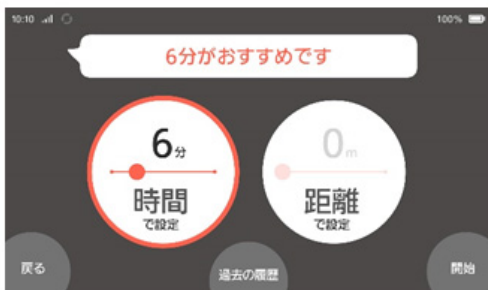 10:10
100%
6分がおすすめです
6分
時間
で設定
0m
距離
で設定
戻る
過去の履歴
開始